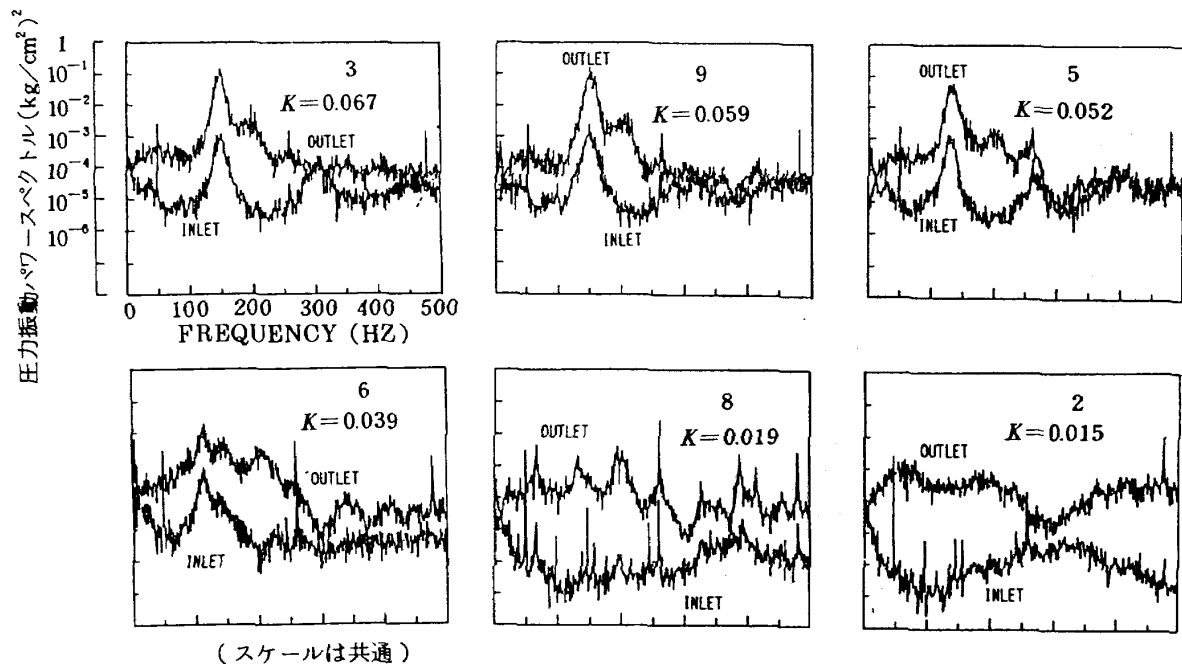 圧力振動パワースペクトル(kg/cm²)²
1
10⁻¹
10⁻²
10⁻³
10⁻⁴
10⁻⁵
10⁻⁶
3
K=0.067
OUTLET
INLET
0 100 200 300 400 500
FREQUENCY (HZ)
OUTLET
9
K=0.059
INLET
OUTLET
5
K=0.052
INLET
6
K=0.039
OUTLET
INLET
8
OUTLET
K=0.019
INLET
2
K=0.015
OUTLET
INLET
(スケールは共通)